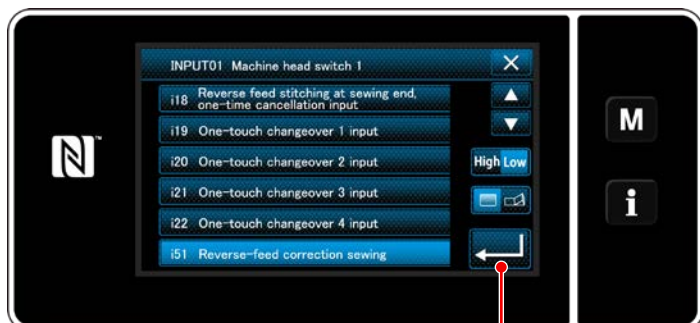 INPUT01 Machine head switch 1
i18 Reverse feed stitching at sewing end,
one-time cancellation input
i19 One-touch changeover 1 input
i20 One-touch changeover 2 input
High Low
i21 One-touch changeover 3 input
i22 One-touch changeover 4 input
i51 Reverse-feed correction sewing
N
TM
M
i